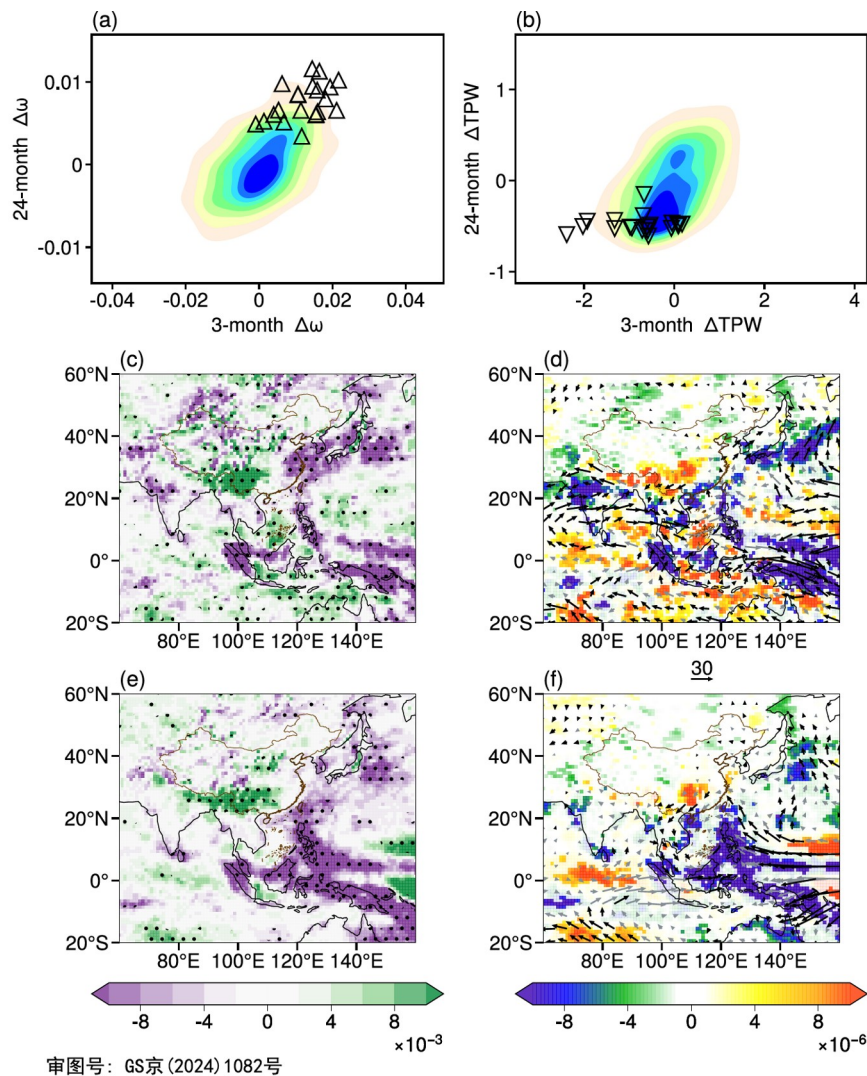 (a)
24-month Δω
0.01
0
-0.01
-0.04 -0.02 0 0.02 0.04
3-month Δω
(b)
24-month ΔTPW
1
0
-1
-2 0 2 4
3-month ΔTPW
(c)
60°N
40°N
20°N
0°
20°S
80°E 100°E 120°E 140°E
(d)
60°N
40°N
20°N
0°
20°S
80°E 100°E 120°E 140°E
(e)
60°N
40°N
20°N
0°
20°S
80°E 100°E 120°E 140°E
(f)
30
60°N
40°N
20°N
0°
20°S
80°E 100°E 120°E 140°E
-8 -4 0 4 8
×10⁻³
-8 -4 0 4 8
×10⁻⁶
审图号: GS京(2024)1082号